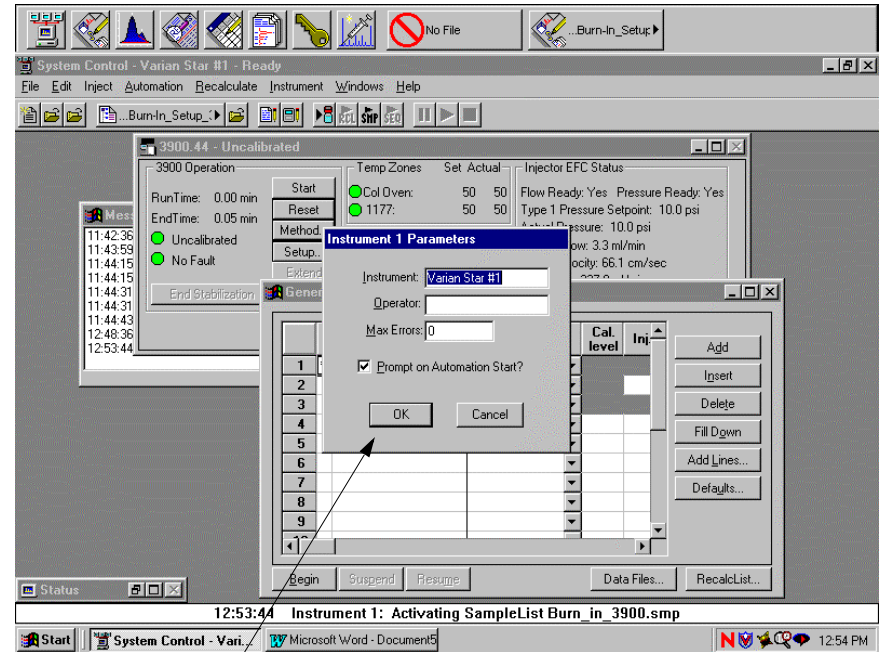 No File
...Burn-In_Setup
System Control - Varian Star #1 - Ready
File Edit Inject Automation Recalculate Instrument Windows Help
...Burn-In_Setup_:
RCL SMP SEQ
3900.44 - Uncalibrated
3900 Operation
RunTime: 0.00 min
EndTime: 0.05 min
Uncalibrated
No Fault
End Stabilization
Start
Reset
Method.
Setup..
Extend
Temp Zones Set Actual
Col Oven: 50 50
1177: 50 50
Injector EFC Status
Flow Ready: Yes Pressure Ready: Yes
Type 1 Pressure Setpoint: 10.0 psi
Actual Pressure: 10.0 psi
ow: 3.3 ml/min
ocity: 66.1 cm/sec
Mes
11:42:36
11:43:59
11:44:15
11:44:15
11:44:31
11:44:31
11:44:43
12:48:36
12:53:44
Instrument 1 Parameters
Instrument: Varian Star #1
Operator:
Max Errors: 0
Prompt on Automation Start?
OK Cancel
Gener
Cal. level Inj.
1
2
3
4
5
6
7
8
9
10
Add
Insert
Delete
Fill Down
Add Lines...
Defaults...
Begin Suspend Resume Data Files... RecalcList...
Status
12:53:44 Instrument 1: Activating SampleList Burn_in_3900.smp
Start System Control - Vari... Microsoft Word - Document5 N 12:54 PM